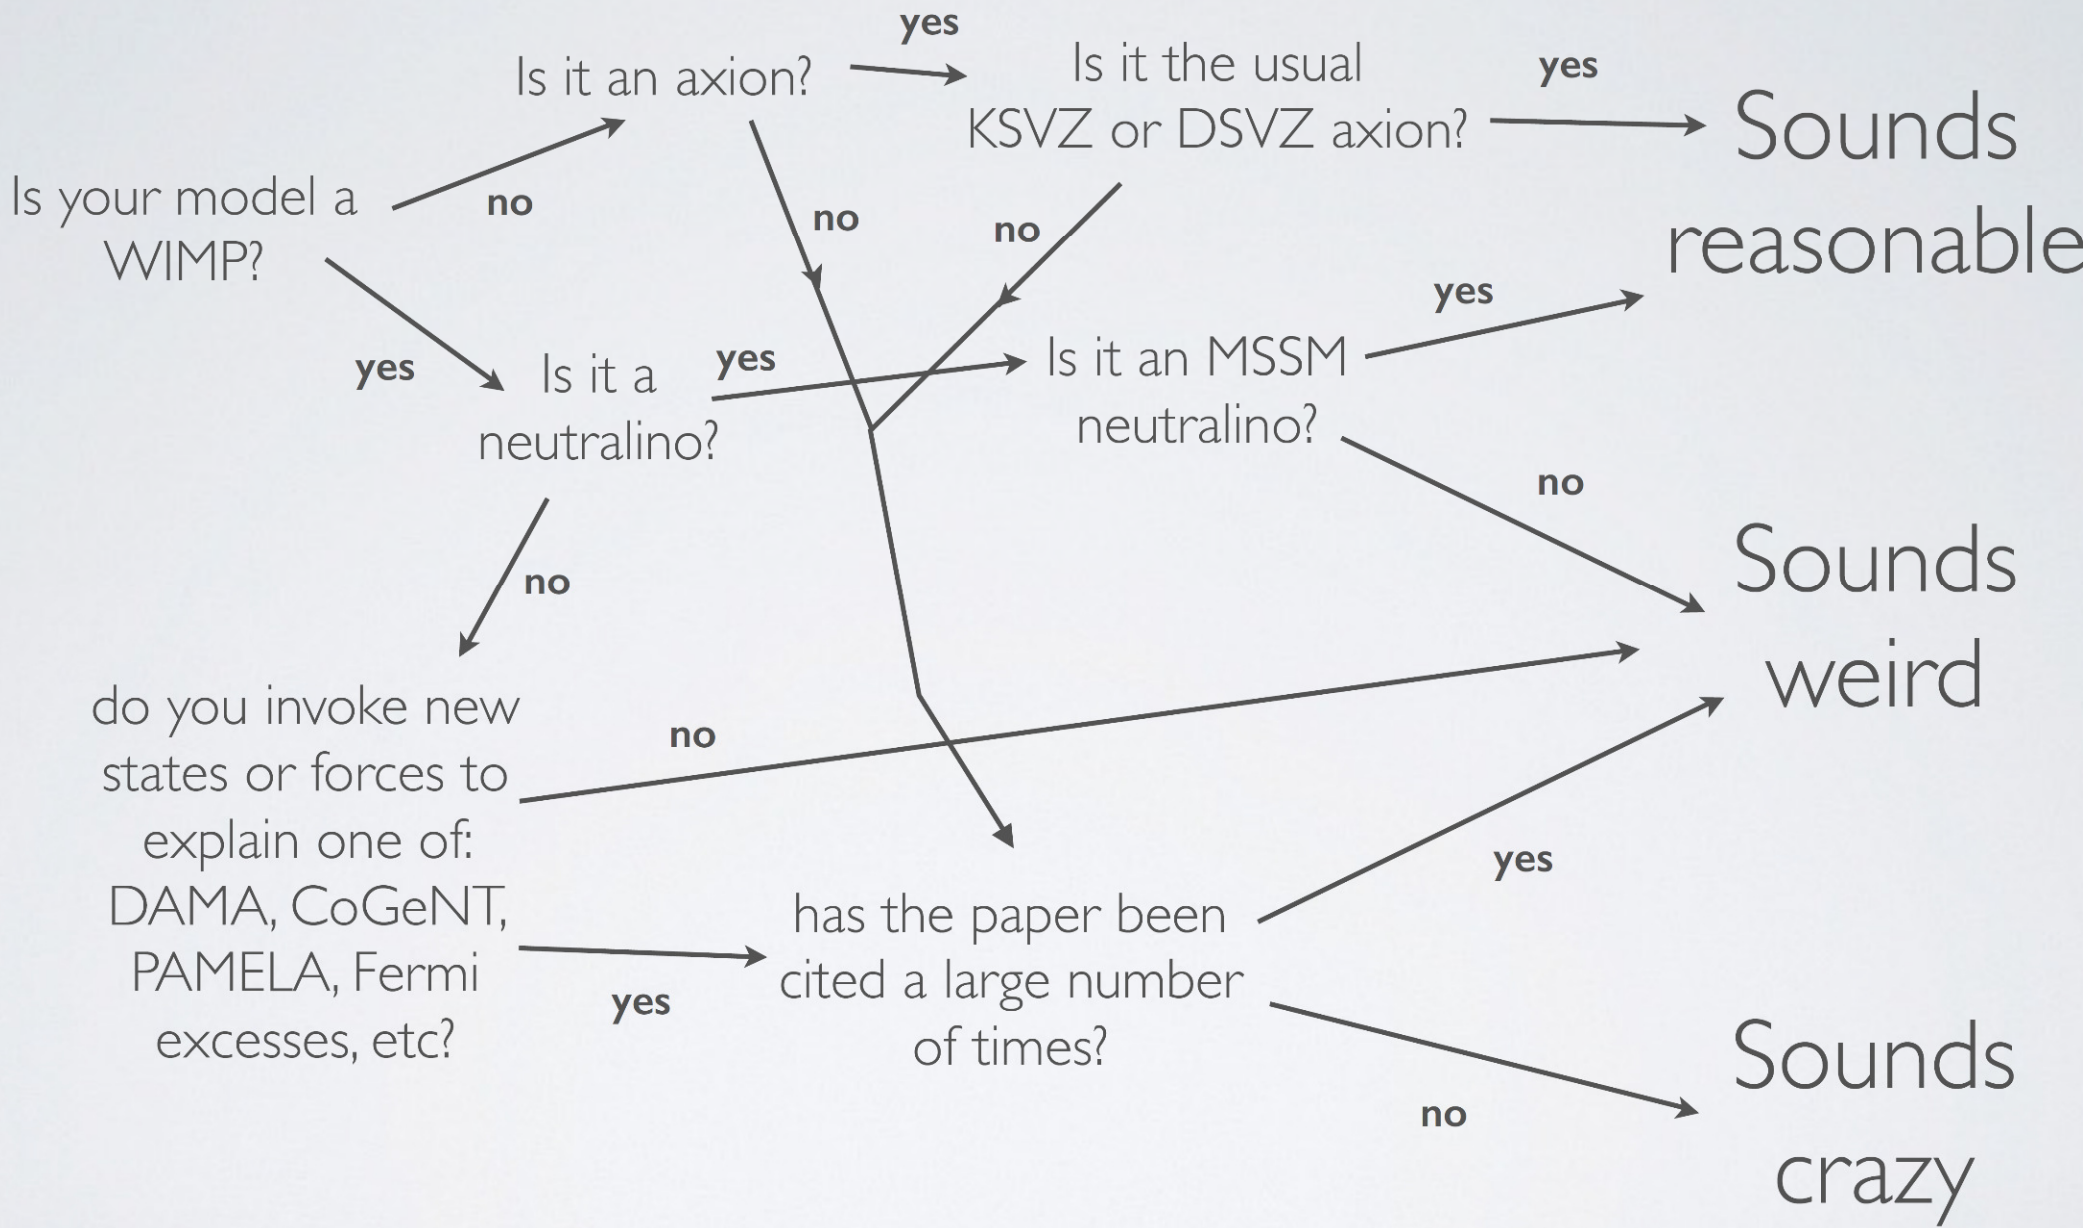 yes
Is it an axion?
Is it the usual
KSVZ or DSVZ axion?
yes
Sounds
reasonable
Is your model a
WIMP?
no
no
no
yes
Is it a
neutralino?
yes
Is it an MSSM
neutralino?
yes
no
no
Sounds
weird
do you invoke new
states or forces to
explain one of:
DAMA, CoGeNT,
PAMELA, Fermi
excesses, etc?
no
yes
has the paper been
cited a large number
of times?
yes
no
Sounds
crazy